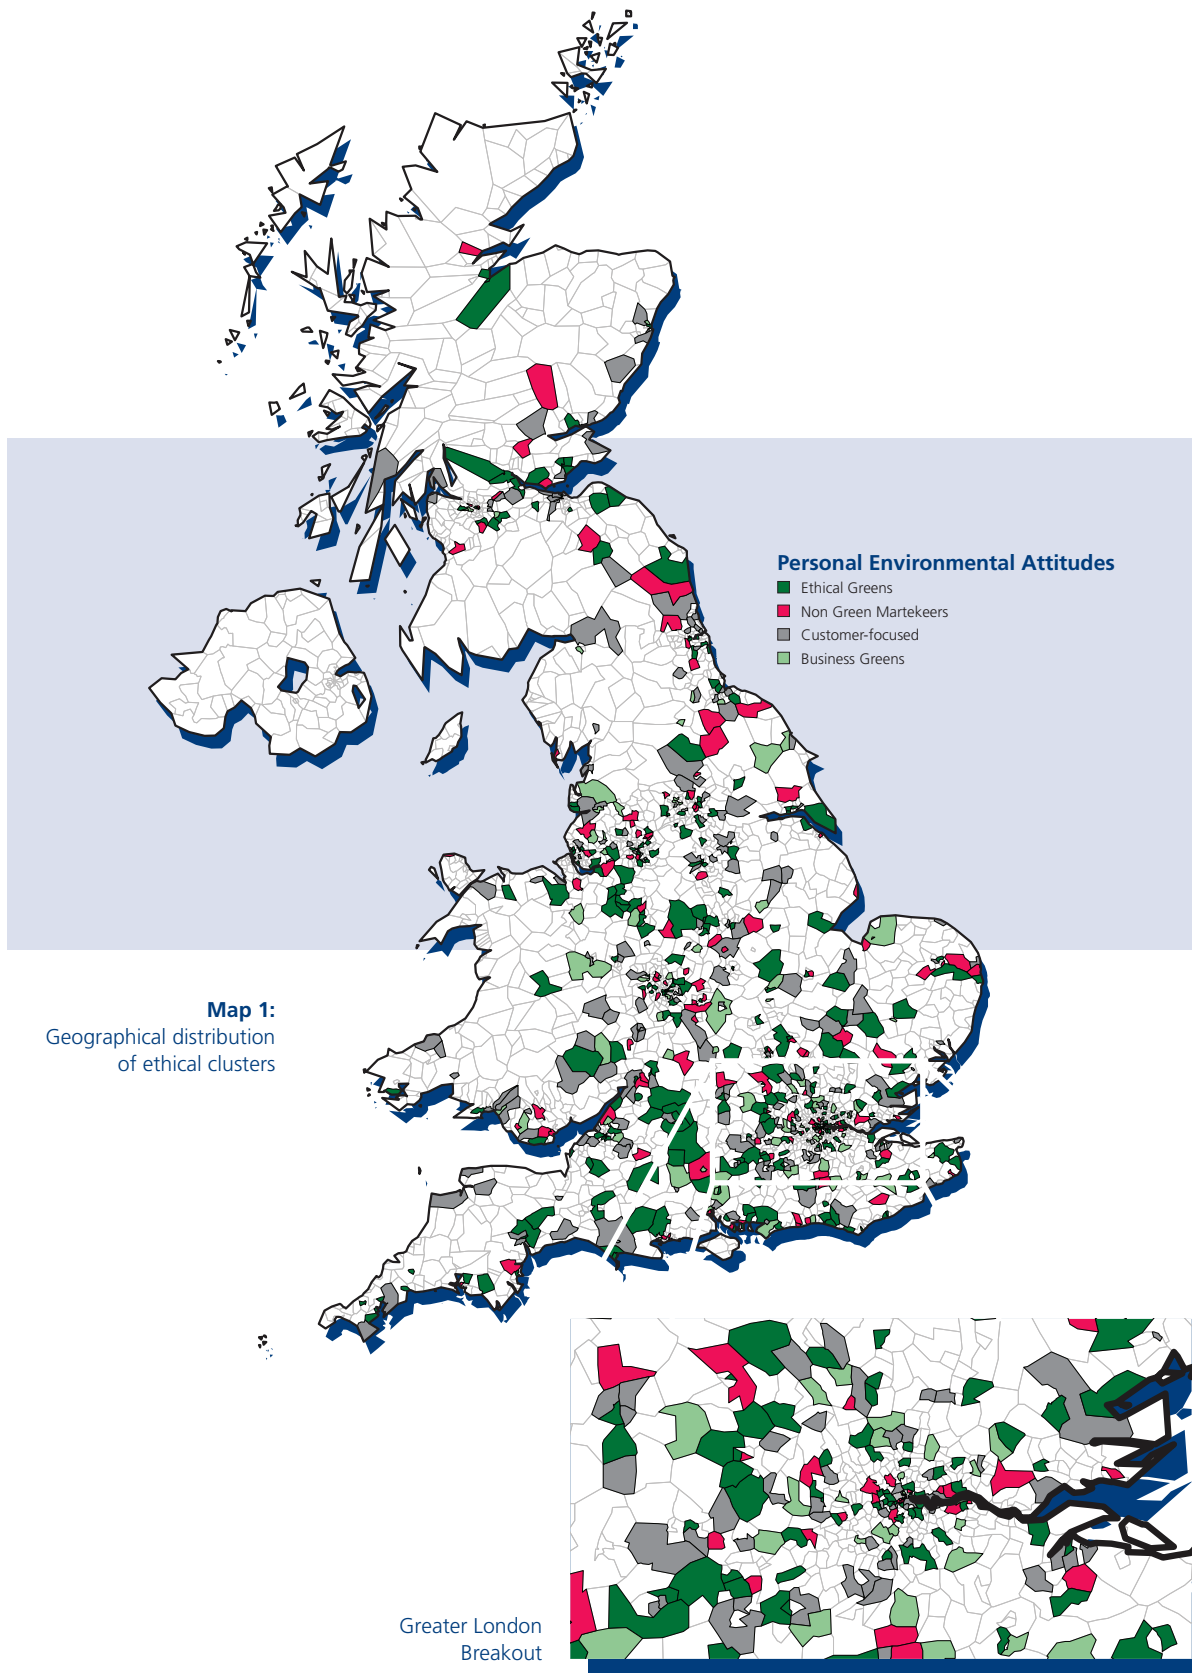 Personal Environmental Attitudes
Ethical Greens
Non Green Martekeers
Customer-focused
Business Greens
Map 1:
Geographical distribution
of ethical clusters
Greater London
Breakout